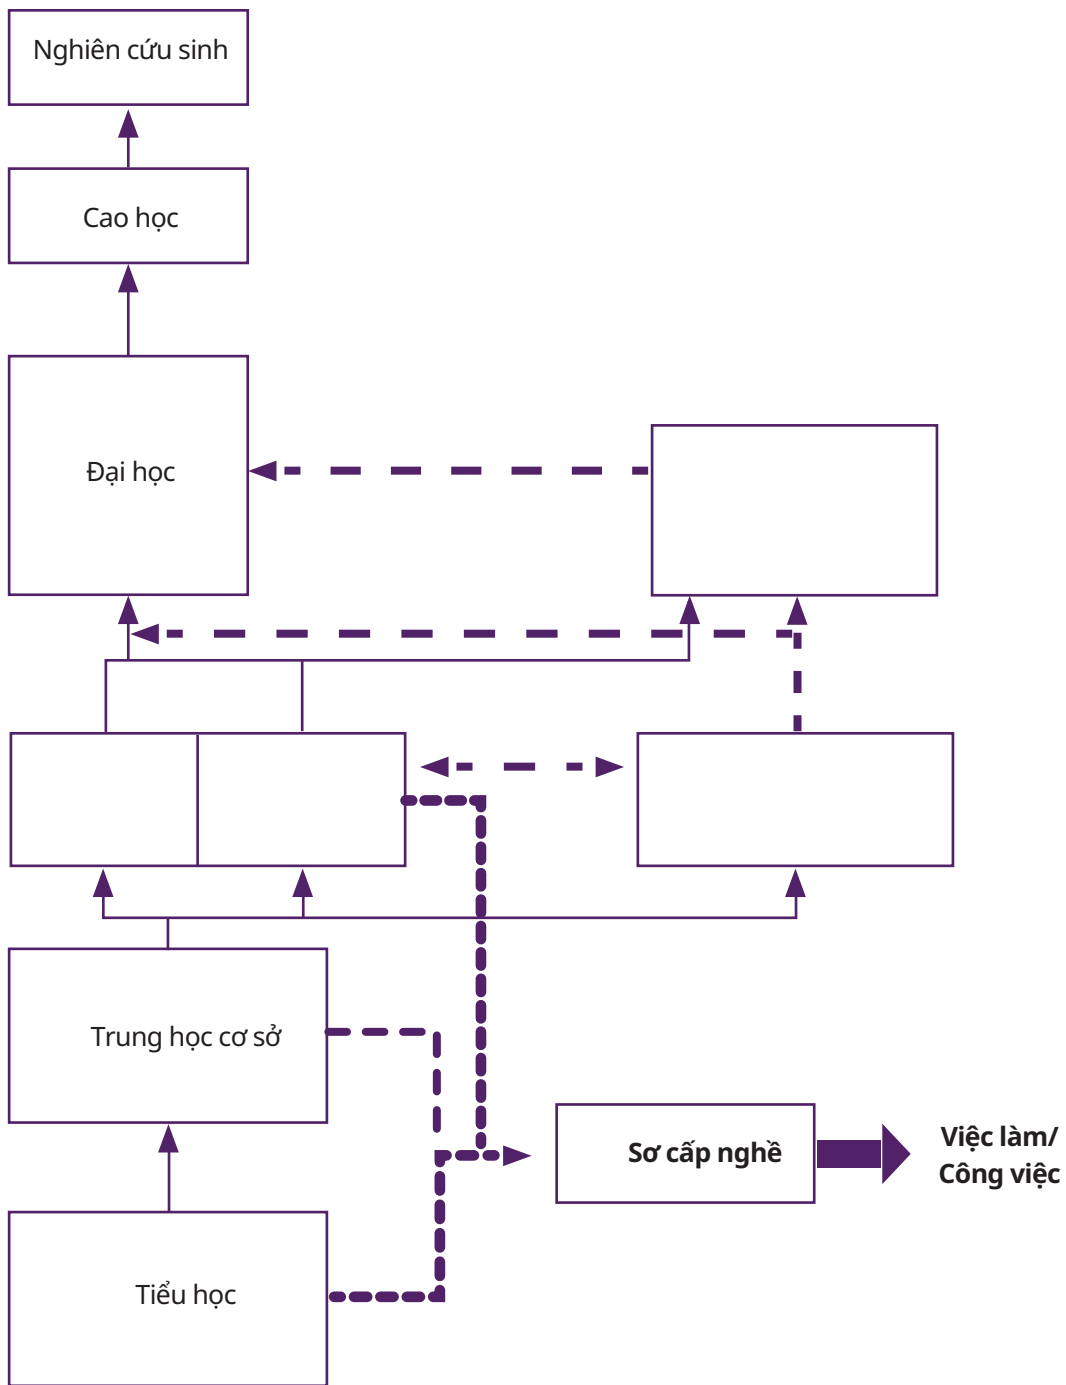 Nghiên cứu sinh
Cao học
Đại học
Trung học cơ sở
Sơ cấp nghề
Việc làm/
Công việc
Tiểu học